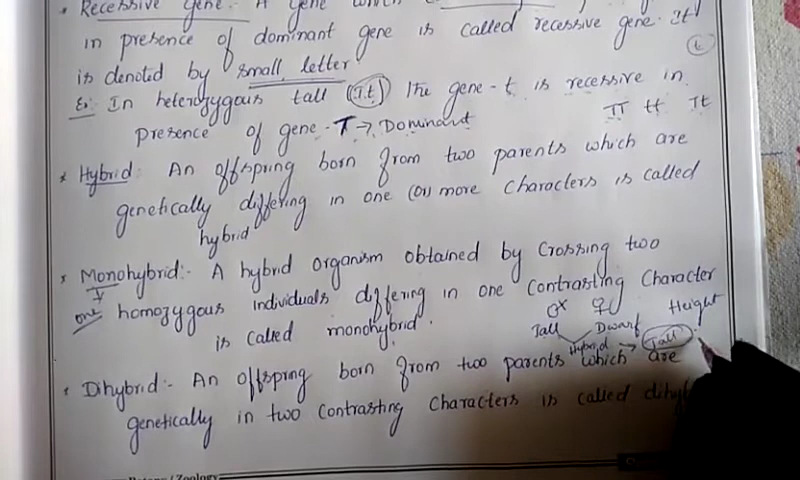 * Recessive Gene:- A gene which
in presence of dominant gene is called recessive gene. It
is denoted by small letter (t)
Ex: In heterozygous tall (Tt) The gene-t is recessive in
presence of gene-T → Dominant TT tt Tt
* Hybrid: An offspring born from two parents which are
genetically differing in one (or) more characters is called
hybrid
* Monohybrid:- A hybrid organism obtained by crossing two
one homozygous individuals differing in one contrasting character
is called monohybrid.
♂ × ♀ Height
Tall Dwarf
Hybrid → Tall
* Dihybrid:- An offspring born from two parents which are
genetically in two contrasting characters is called
Zoology